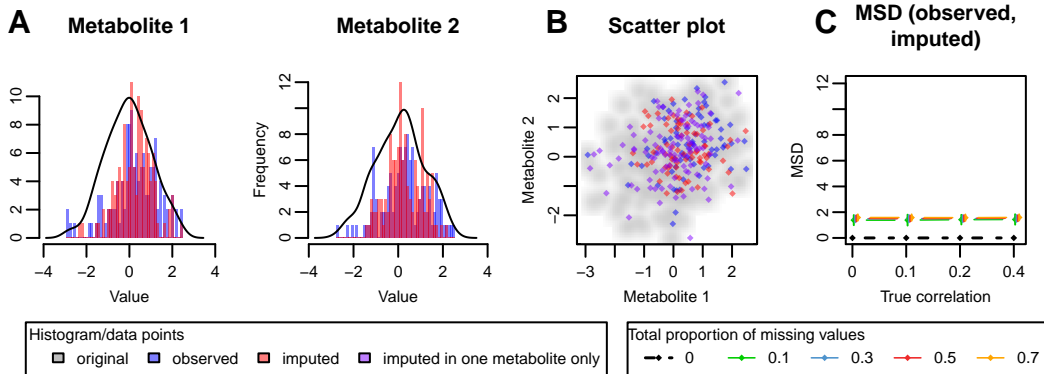 A
Metabolite 1
Metabolite 2
B
Scatter plot
C
MSD (observed,
imputed)
0 2 4 6 8 10
−4 −2 0 2 4
Value
Frequency
0 2 4 6 8 12
−4 −2 0 2 4
Value
Metabolite 2
−2 0 1 2
−3 −2 −1 0 1 2
Metabolite 1
MSD
0 2 4 6 8 12
0 0.1 0.2 0.4
True correlation
Histogram/data points
original observed imputed imputed in one metabolite only
Total proportion of missing values
0 0.1 0.3 0.5 0.7